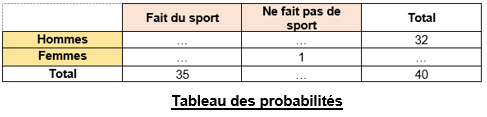 Fait du sport Ne fait pas de sport Total
Hommes … … 32
Femmes … 1 …
Total 35 … 40
Tableau des probabilités